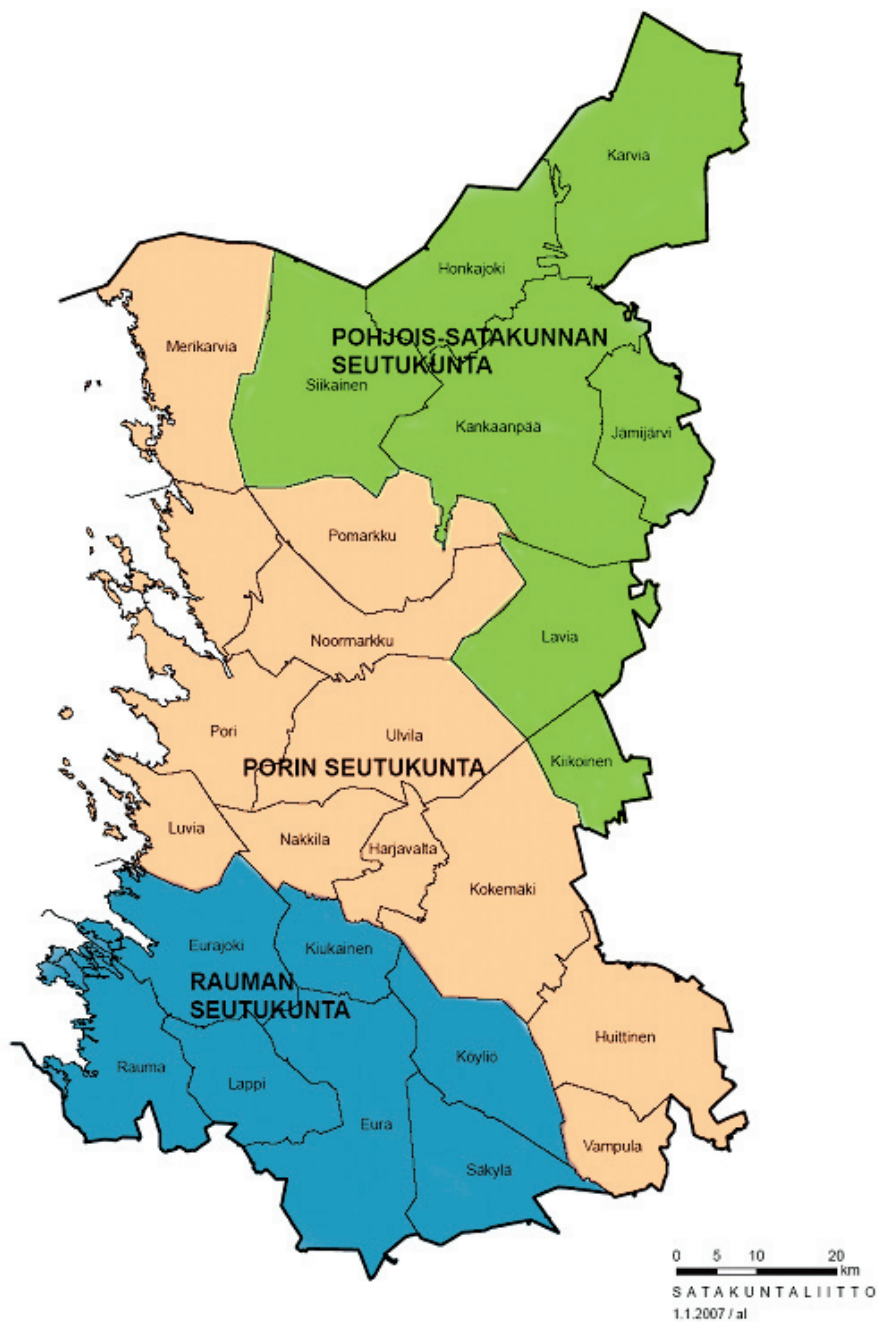 Karvia
Honkajoki
Merikarvia
POHJOIS-SATAKUNNAN
SEUTUKUNTA
Siikainen
Kankaanpää
Jämijärvi
Pomarkku
Noormarkku
Lavia
Pori
Ulvila
PORIN SEUTUKUNTA
Kiikoinen
Luvia
Nakkila
Harjavalta
Kokemäki
Eurajoki
Kiukainen
RAUMAN
SEUTUKUNTA
Huittinen
Rauma
Lappi
Köyliö
Eura
Vampula
Säkylä
0 5 10 20
km
SATAKUNTALIITTO
1.1.2007 / al